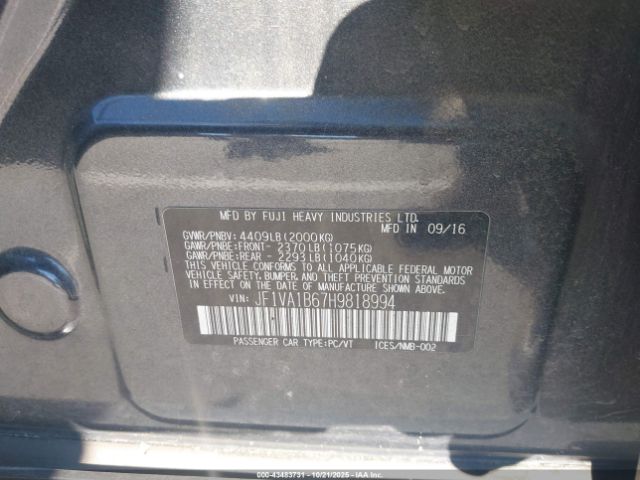 MFD BY FUJI HEAVY INDUSTRIES LTD.
MFD IN 09/16
GVWR/PNBV: 4409LB(2000KG)
GAWR/PNBE:FRONT- 2370LB(1075KG)
GAWR/PNBE:REAR - 2293LB(1040KG)
THIS VEHICLE CONFORMS TO ALL APPLICABLE FEDERAL MOTOR
VEHICLE SAFETY, BUMPER, AND THEFT PREVENTION STANDARDS
IN EFFECT ON THE DATE OF MANUFACTURE SHOWN ABOVE.
VIN: JF1VA1B67H9818994
PASSENGER CAR TYPE:PC/VT ICES/NMB-002
000-43483731 - 10/21/2025 - IAAI.COM